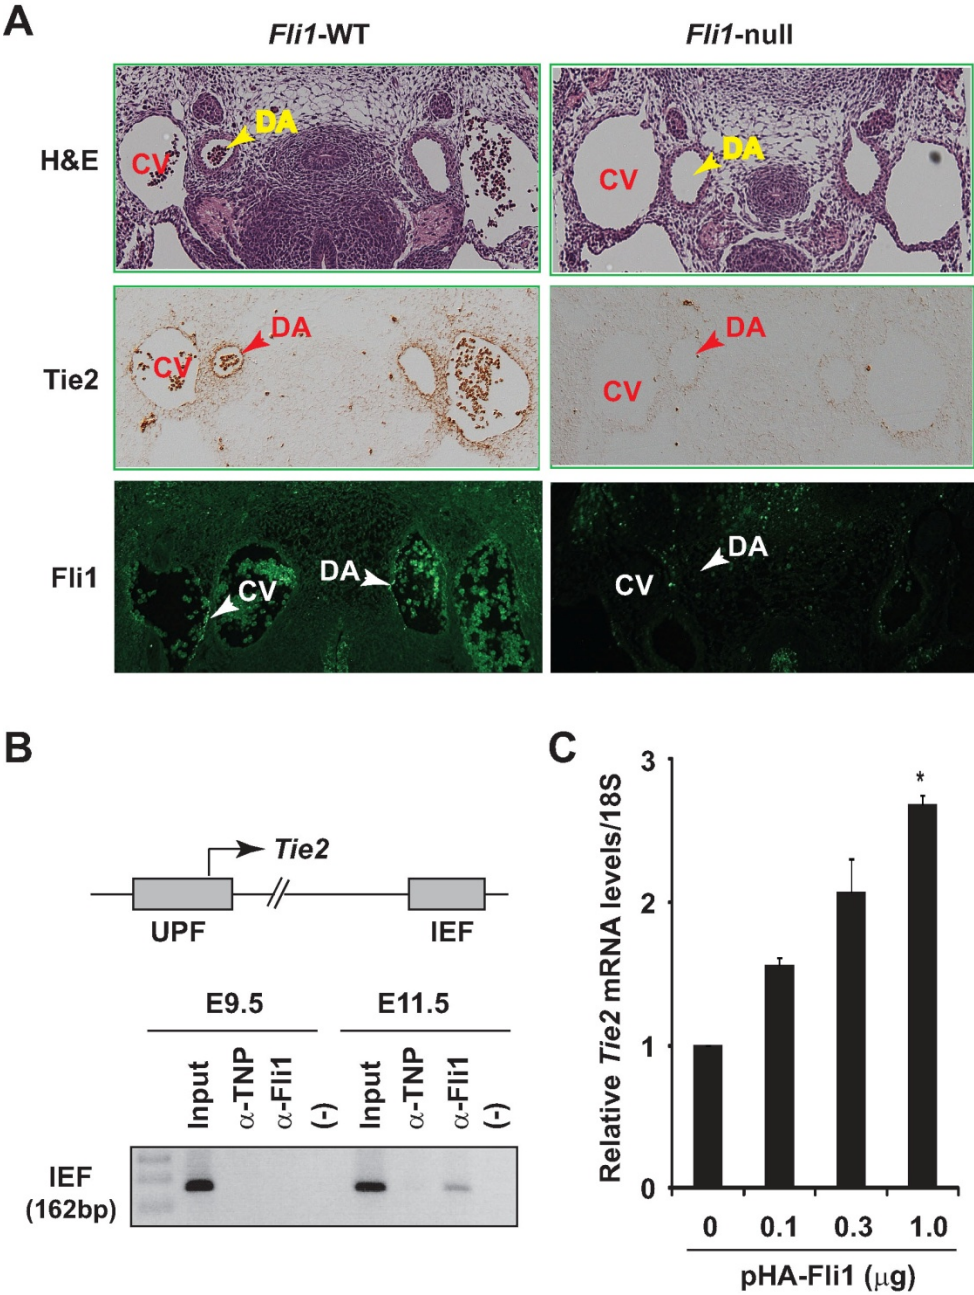 A
Fli1-WT
Fli1-null
H&E
CV
DA
CV
DA
Tie2
CV
DA
CV
DA
Fli1
CV
DA
CV
DA
B
Tie2
UPF
IEF
E9.5
E11.5
Input
α-TNP
α-Fli1
(-)
Input
α-TNP
α-Fli1
(-)
IEF
(162bp)
C
Relative Tie2 mRNA levels/18S
3
2
1
0
*
0 0.1 0.3 1.0
pHA-Fli1 (μg)